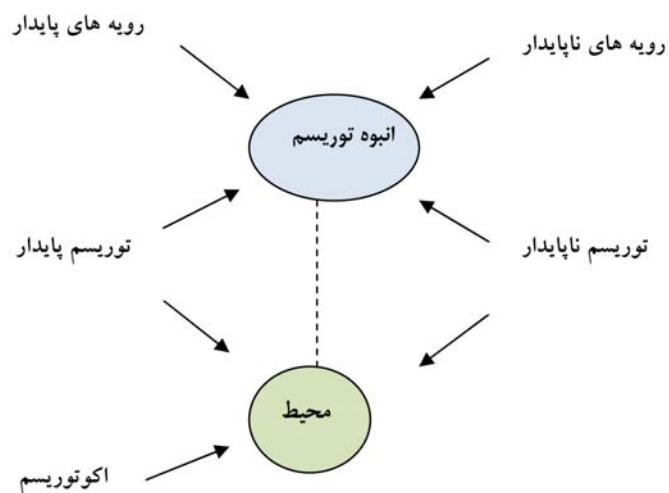 رویه های پایدار
رویه های ناپایدار
انبوه توریسم
توریسم ناپایدار
توریسم پایدار
محیط
اکوتوریسم